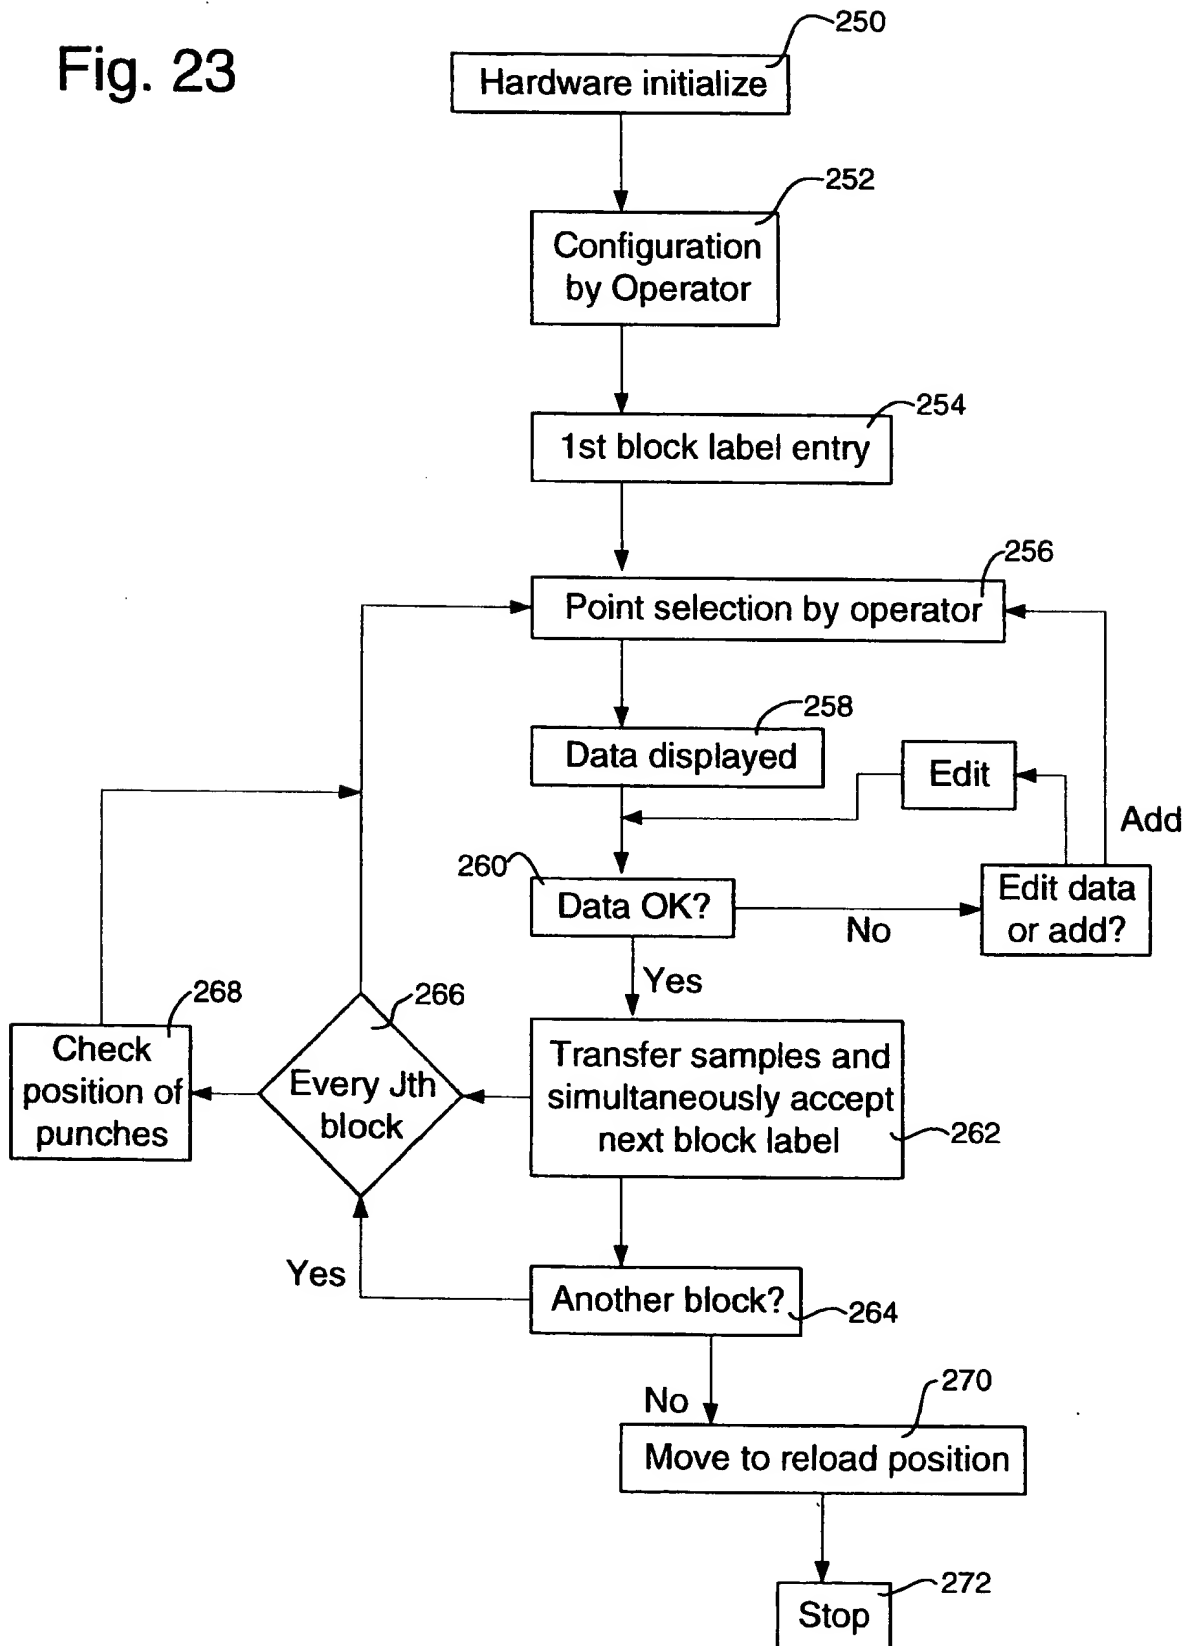 Fig. 23
250
Hardware initialize
252
Configuration
by Operator
254
1st block label entry
256
Point selection by operator
258
Data displayed
Edit
Add
260
Data OK?
No
Edit data
or add?
Yes
268
266
Check
position of
punches
Every Jth
block
Transfer samples and
simultaneously accept
next block label
262
Yes
Another block?
264
No
270
Move to reload position
272
Stop